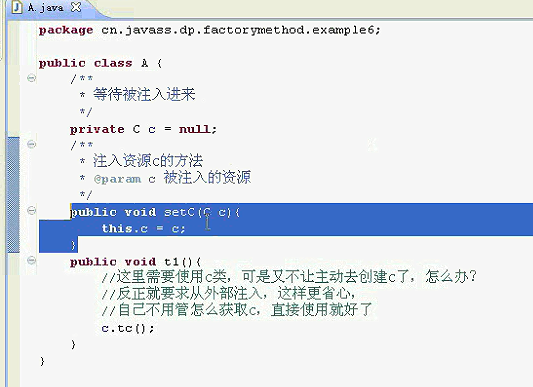 A.java
package cn.javass.dp.factorymethod.example6;
public class A {
/**
* 等待被注入进来
*/
private C c = null;
/**
* 注入资源c的方法
* @param c 被注入的资源
*/
public void setC(C c){
this.c = c;
}
public void t1(){
//这里需要使用c类，可是又不让主动去创建c了，怎么办？
//反正就要求从外部注入，这样更省心，
//自己不用管怎么获取c，直接使用就好了
c.tc();
}
}